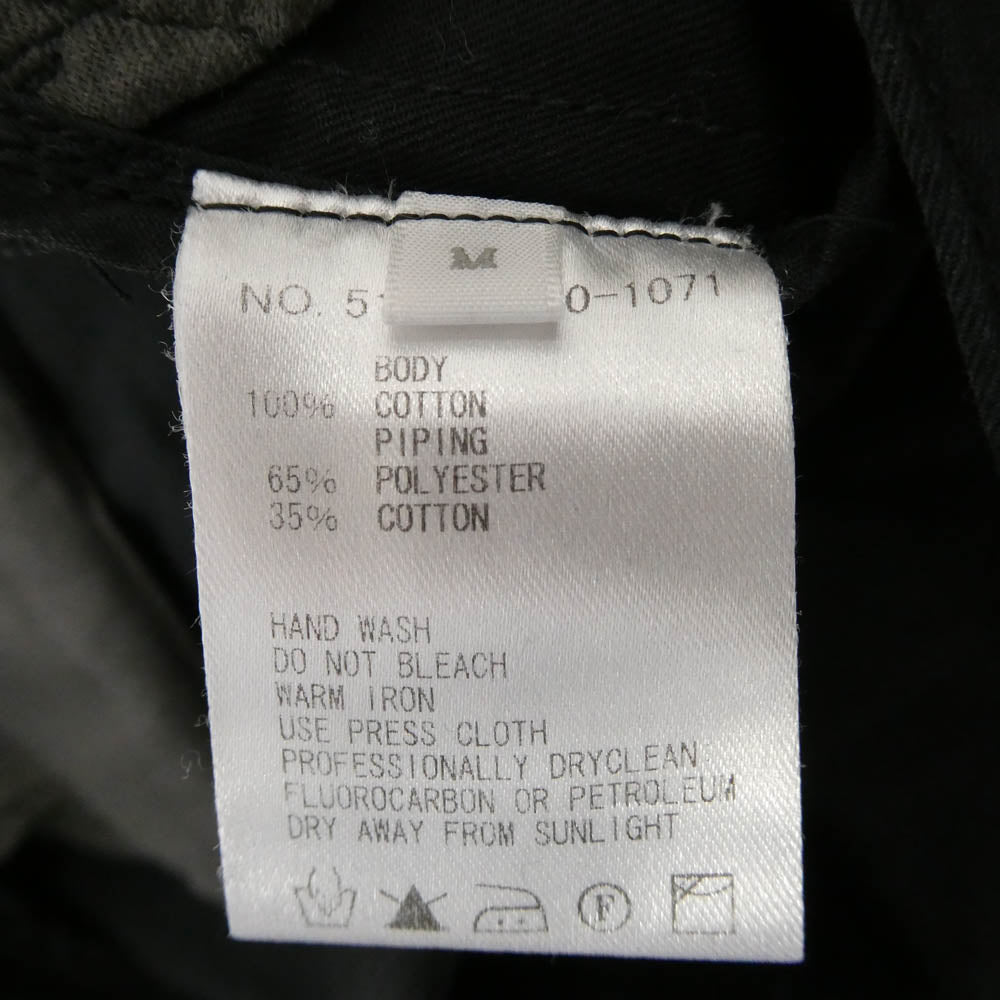 M
NO. 5 0-1071
BODY
100% COTTON
PIPING
65% POLYESTER
35% COTTON
HAND WASH
DO NOT BLEACH
WARM IRON
USE PRESS CLOTH
PROFESSIONALLY DRYCLEAN
FLUOROCARBON OR PETROLEUM
DRY AWAY FROM SUNLIGHT
F